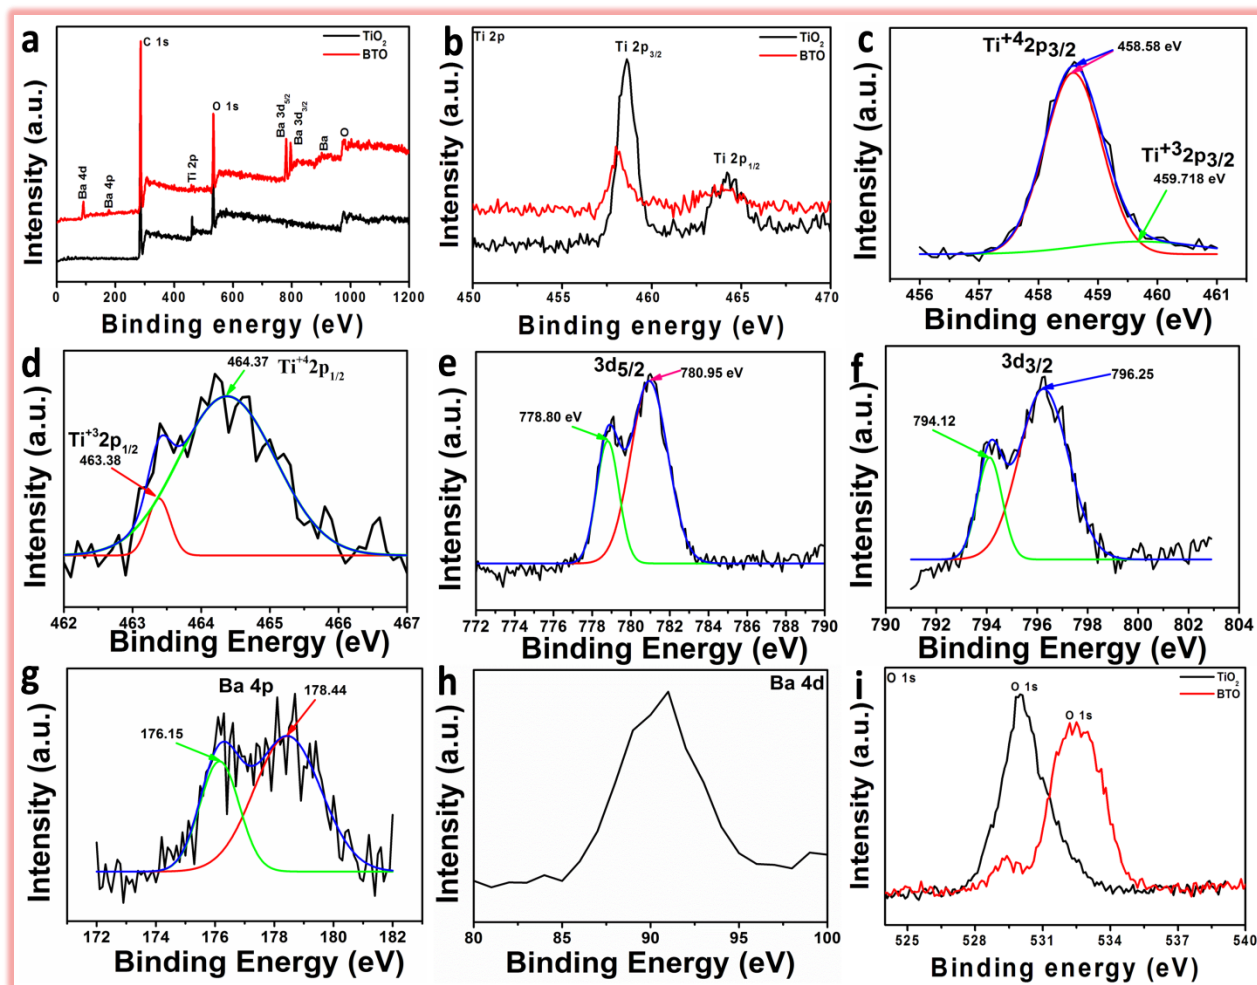 a
C 1s
TiO2
BTO
O 1s
Ba 3d5/2
Ba 3d3/2
Ba
O
Ba 4d
Ba 4p
Ti 2p
Intensity (a.u.)
0 200 400 600 800 1000 1200
Binding energy (eV)
b
Ti 2p
Ti 2p3/2
TiO2
BTO
Ti 2p1/2
Intensity (a.u.)
450 455 460 465 470
Binding energy (eV)
c
Ti+42p3/2
458.58 eV
Ti+32p3/2
459.718 eV
Intensity (a.u.)
456 457 458 459 460 461
Binding energy (eV)
d
464.37
Ti+42p1/2
Ti+32p1/2
463.38
Intensity (a.u.)
462 463 464 465 466 467
Binding Energy (eV)
e
3d5/2
780.95 eV
778.80 eV
Intensity (a.u.)
772 774 776 778 780 782 784 786 788 790
Binding Energy (eV)
f
3d3/2
796.25
794.12
Intensity (a.u.)
790 792 794 796 798 800 802 804
Binding Energy (eV)
g
Ba 4p
178.44
176.15
Intensity (a.u.)
172 174 176 178 180 182
Binding Energy (eV)
h
Ba 4d
Intensity (a.u.)
80 85 90 95 100
Binding Energy (eV)
i
O 1s
O 1s
TiO2
BTO
O 1s
Intensity (a.u.)
525 528 531 534 537 540
Binding energy (eV)